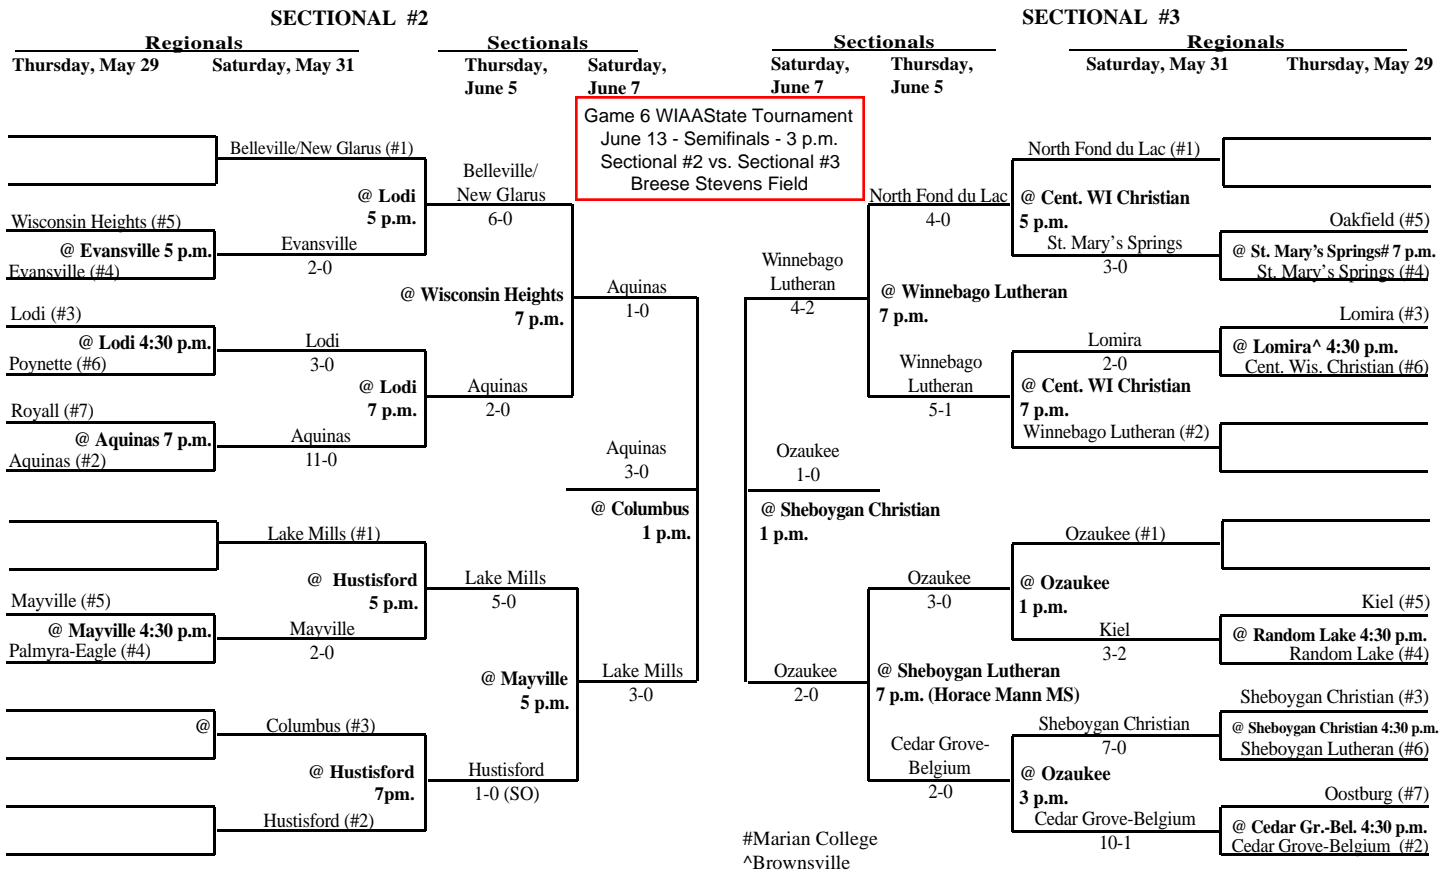 SECTIONAL #2
Regionals
Sectionals
Thursday, May 29
Saturday, May 31
Thursday,
June 5
Saturday,
June 7
Belleville/New Glarus (#1)
@ Lodi
5 p.m.
Wisconsin Heights (#5)
@ Evansville 5 p.m.
Evansville (#4)
Evansville
2-0
Belleville/
New Glarus
6-0
@ Wisconsin Heights
7 p.m.
Lodi (#3)
@ Lodi 4:30 p.m.
Poynette (#6)
Lodi
3-0
@ Lodi
7 p.m.
Aquinas
2-0
Royall (#7)
@ Aquinas 7 p.m.
Aquinas (#2)
Aquinas
11-0
Aquinas
1-0
Aquinas
3-0
@ Columbus
1 p.m.
Lake Mills (#1)
@ Hustisford
5 p.m.
Mayville (#5)
@ Mayville 4:30 p.m.
Palmyra-Eagle (#4)
Mayville
2-0
Lake Mills
5-0
@ Mayville
5 p.m.
Lake Mills
3-0
@
Columbus (#3)
@ Hustisford
7pm.
Hustisford
1-0 (SO)
Hustisford (#2)
Game 6 WIAAState Tournament
June 13 - Semifinals - 3 p.m.
Sectional #2 vs. Sectional #3
Breese Stevens Field
SECTIONAL #3
Sectionals
Regionals
Saturday,
June 7
Thursday,
June 5
Saturday, May 31
Thursday, May 29
North Fond du Lac (#1)
North Fond du Lac
4-0
@ Cent. WI Christian
5 p.m.
St. Mary's Springs
3-0
Oakfield (#5)
@ St. Mary's Springs# 7 p.m.
St. Mary's Springs (#4)
Winnebago
Lutheran
4-2
@ Winnebago Lutheran
7 p.m.
Lomira (#3)
@ Lomira^ 4:30 p.m.
Cent. Wis. Christian (#6)
Lomira
2-0
@ Cent. WI Christian
7 p.m.
Winnebago
Lutheran
5-1
Winnebago Lutheran (#2)
Ozaukee
1-0
@ Sheboygan Christian
1 p.m.
Ozaukee (#1)
Ozaukee
3-0
@ Ozaukee
1 p.m.
Kiel
3-2
Kiel (#5)
@ Random Lake 4:30 p.m.
Random Lake (#4)
Ozaukee
2-0
@ Sheboygan Lutheran
7 p.m. (Horace Mann MS)
Sheboygan Christian (#3)
@ Sheboygan Christian 4:30 p.m.
Sheboygan Lutheran (#6)
Sheboygan Christian
7-0
Cedar Grove-
Belgium
2-0
@ Ozaukee
3 p.m.
Cedar Grove-Belgium
10-1
Oostburg (#7)
@ Cedar Gr.-Bel. 4:30 p.m.
Cedar Grove-Belgium (#2)
#Marian College
^Brownsville